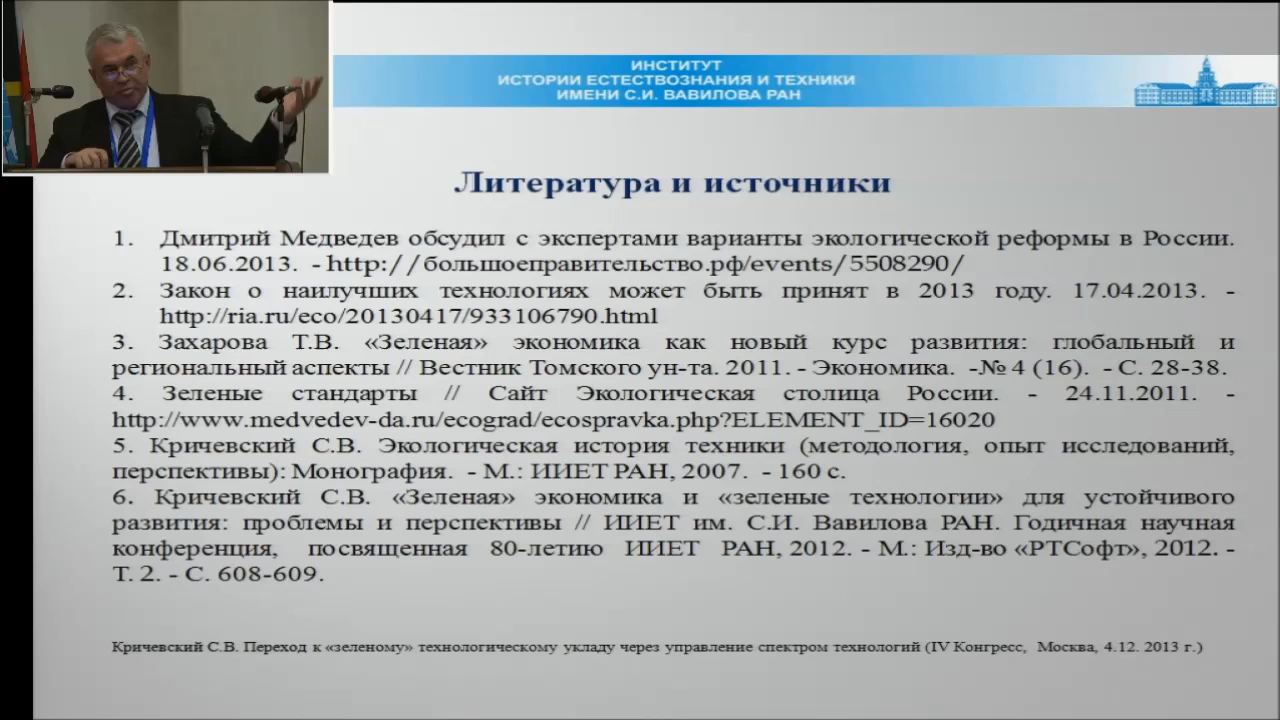 ИНСТИТУТ
ИСТОРИИ ЕСТЕСТВОЗНАНИЯ И ТЕХНИКИ
ИМЕНИ С.И. ВАВИЛОВА РАН
Литература и источники
1. Дмитрий Медведев обсудил с экспертами варианты экологической реформы в России.
18.06.2013. - http://большоеправительство.рф/events/5508290/
2. Закон о наилучших технологиях может быть принят в 2013 году. 17.04.2013. -
http://ria.ru/eco/20130417/933106790.html
3. Захарова Т.В. «Зеленая» экономика как новый курс развития: глобальный и
региональный аспекты // Вестник Томского ун-та. 2011. - Экономика. -№ 4 (16). - С. 28-38.
4. Зеленые стандарты // Сайт Экологическая столица России. - 24.11.2011. -
http://www.medvedev-da.ru/ecograd/ecospravka.php?ELEMENT_ID=16020
5. Кричевский С.В. Экологическая история техники (методология, опыт исследований,
перспективы): Монография. - М.: ИИЕТ РАН, 2007. - 160 с.
6. Кричевский С.В. «Зеленая» экономика и «зеленые технологии» для устойчивого
развития: проблемы и перспективы // ИИЕТ им. С.И. Вавилова РАН. Годичная научная
конференция, посвященная 80-летию ИИЕТ РАН, 2012. - М.: Изд-во «РТСофт», 2012. -
Т. 2. - С. 608-609.
Кричевский С.В. Переход к «зеленому» технологическому укладу через управление спектром технологий (IV Конгресс, Москва, 4.12. 2013 г.)